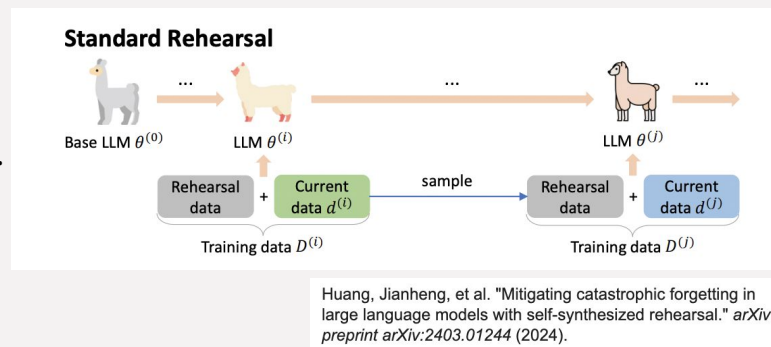 Standard Rehearsal
...
...
...
Base LLM θ⁽⁰⁾
LLM θ⁽ⁱ⁾
LLM θ⁽ʲ⁾
Rehearsal
data
+
Current
data d⁽ⁱ⁾
sample
Rehearsal
data
+
Current
data d⁽ʲ⁾
Training data D⁽ⁱ⁾
Training data D⁽ʲ⁾
Huang, Jianheng, et al. "Mitigating catastrophic forgetting in
large language models with self-synthesized rehearsal." arXiv
preprint arXiv:2403.01244 (2024).